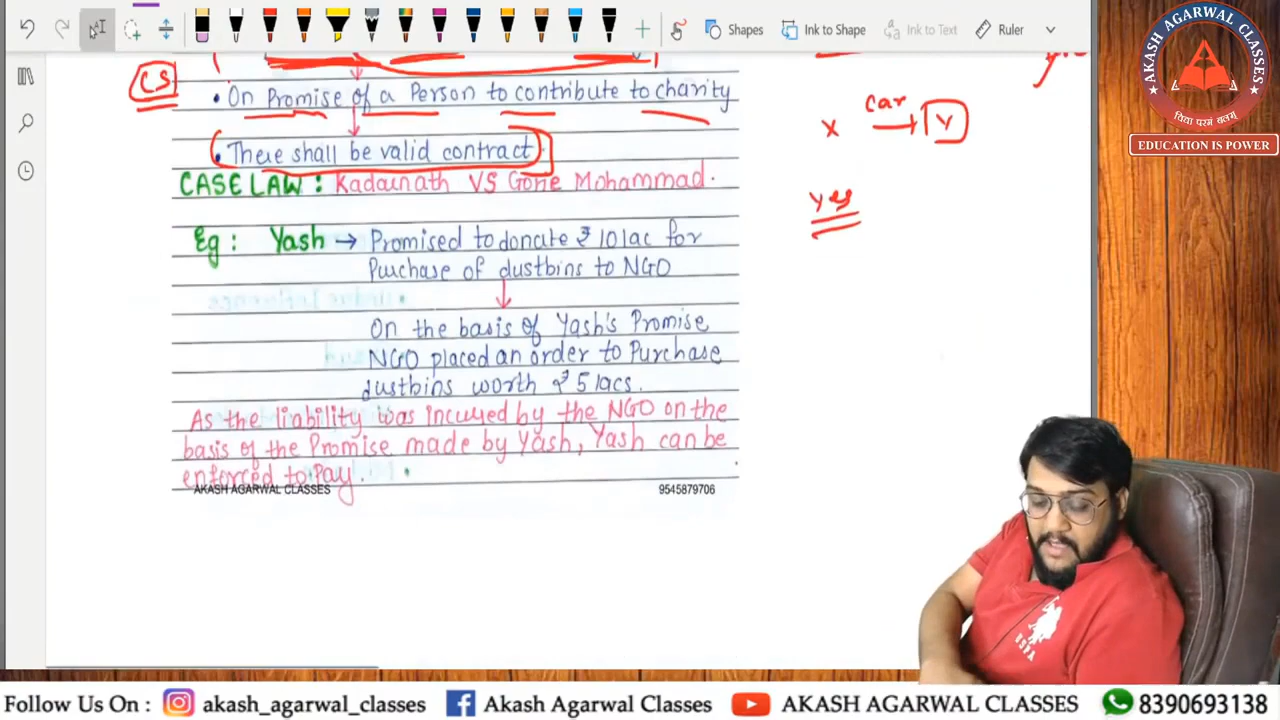 Shapes
Ink to Shape
Ink to Text
Ruler
AKASH AGARWAL CLASSES
विद्या परमं बलम्
EDUCATION IS POWER
CS
• On Promise of a Person to contribute to charity
• There shall be valid contract
CASE LAW : Kadarnath VS Gorie Mohammad.
Eg : Yash → Promised to donate ₹ 10 lac for
Purchase of dustbins to NGO
On the basis of Yash's Promise
NGO placed an order to Purchase
dustbins worth ₹ 5 lacs.
As the liability was incurred by the NGO on the
basis of the Promise made by Yash, Yash can be
enforced to Pay.
AKASH AGARWAL CLASSES 9545879706
car
X → Y
Yes
USPA
Follow Us On : akash_agarwal_classes Akash Agarwal Classes AKASH AGARWAL CLASSES 8390693138